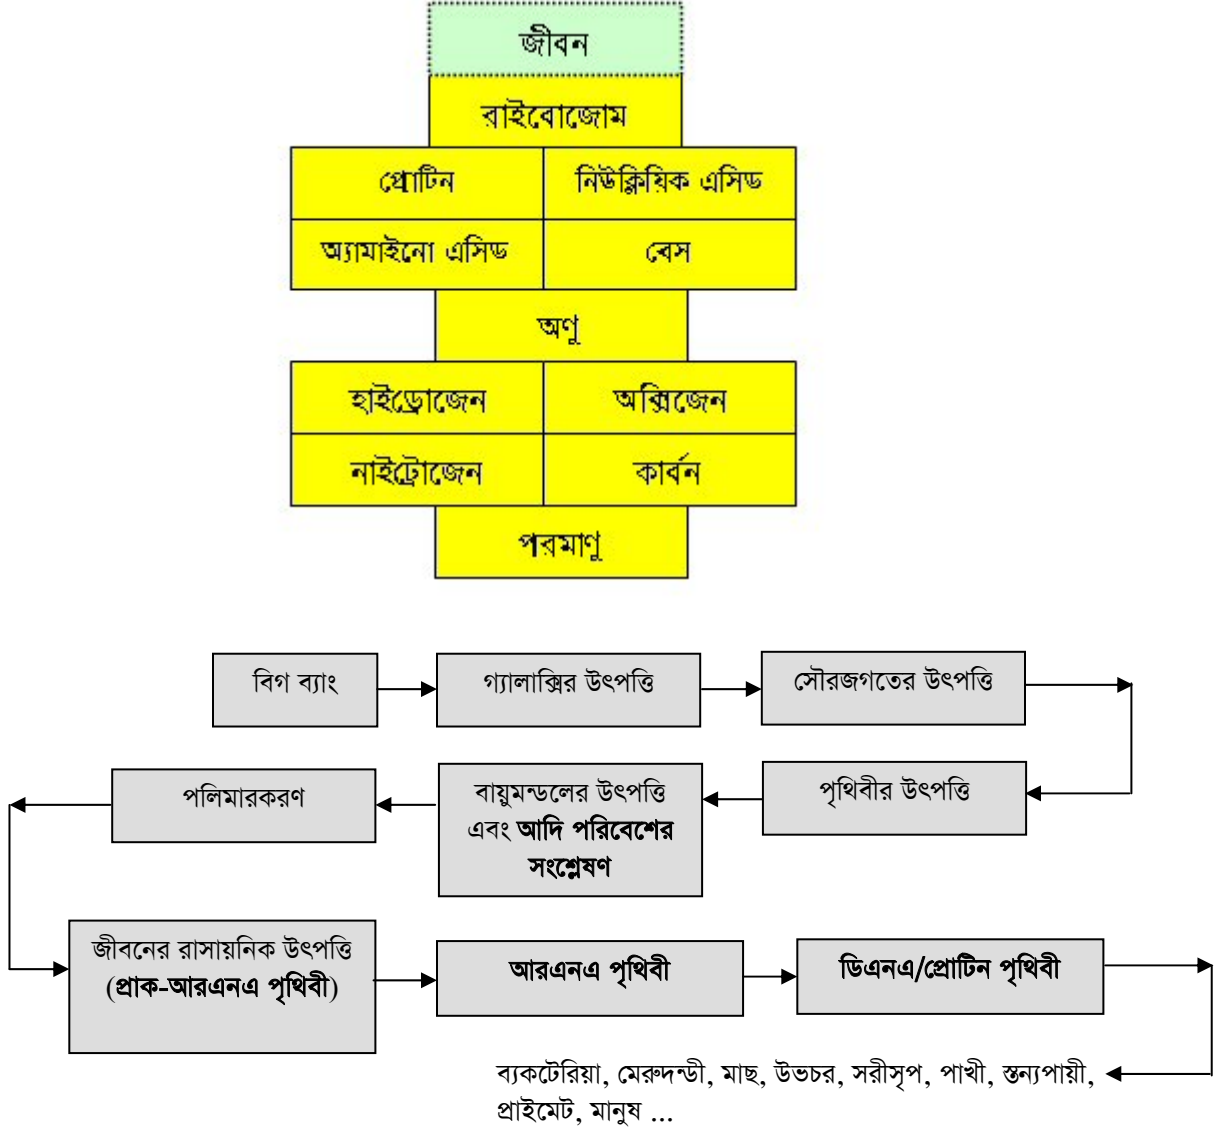 জীবন
রাইবোজোম
প্রোটিন
নিউক্লিয়িক এসিড
অ্যামাইনো এসিড
বেস
অণু
হাইড্রোজেন
অক্সিজেন
নাইট্রোজেন
কার্বন
পরমাণু
বিগ ব্যাং
গ্যালাক্সির উৎপত্তি
সৌরজগতের উৎপত্তি
পৃথিবীর উৎপত্তি
বায়ুমন্ডলের উৎপত্তি
এবং আদি পরিবেশের
সংশ্লেষণ
পলিমারকরণ
জীবনের রাসায়নিক উৎপত্তি
(প্রাক-আরএনএ পৃথিবী)
আরএনএ পৃথিবী
ডিএনএ/প্রোটিন পৃথিবী
ব্যকটেরিয়া, মেরুদন্ডী, মাছ, উভচর, সরীসৃপ, পাখী, স্তন্যপায়ী,
প্রাইমেট, মানুষ ...